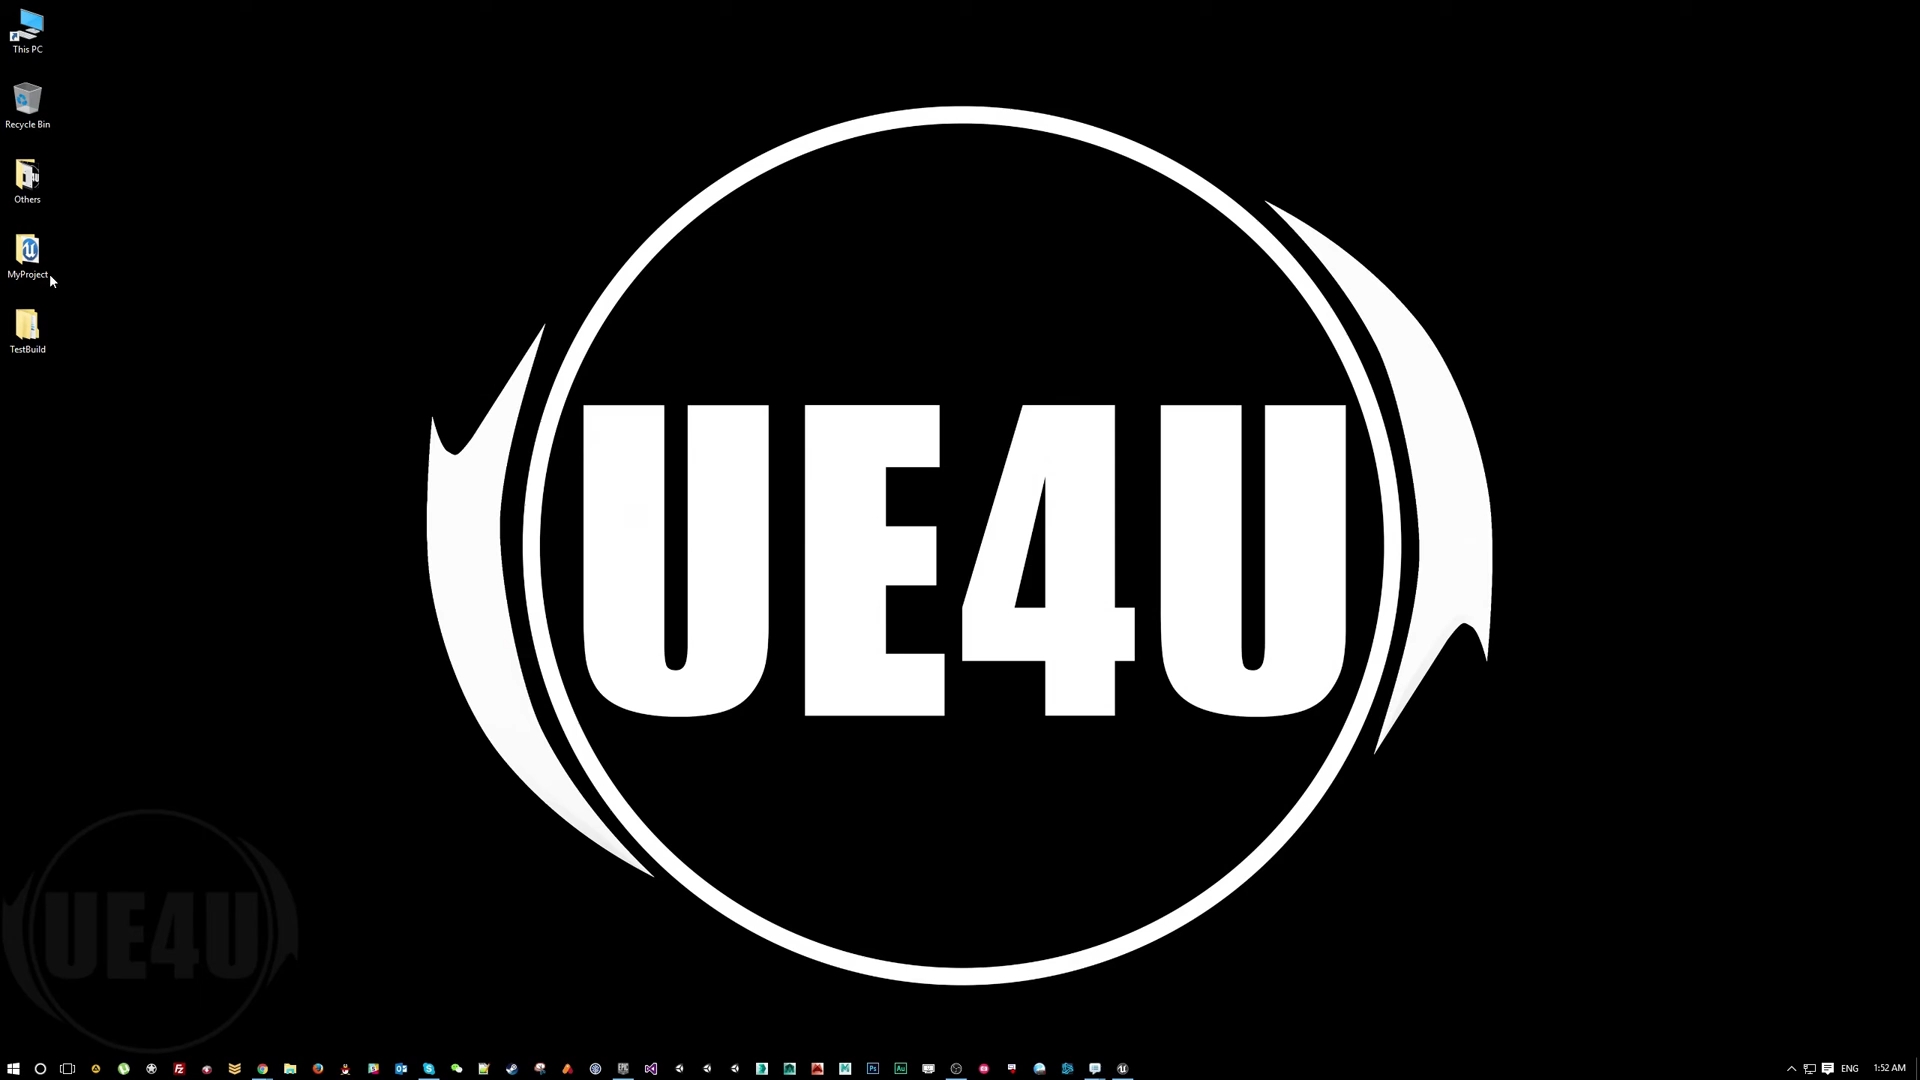 This PC
Recycle Bin
Others
MyProject
TestBuild
UE4U
UE4U
ENG
1:52 AM